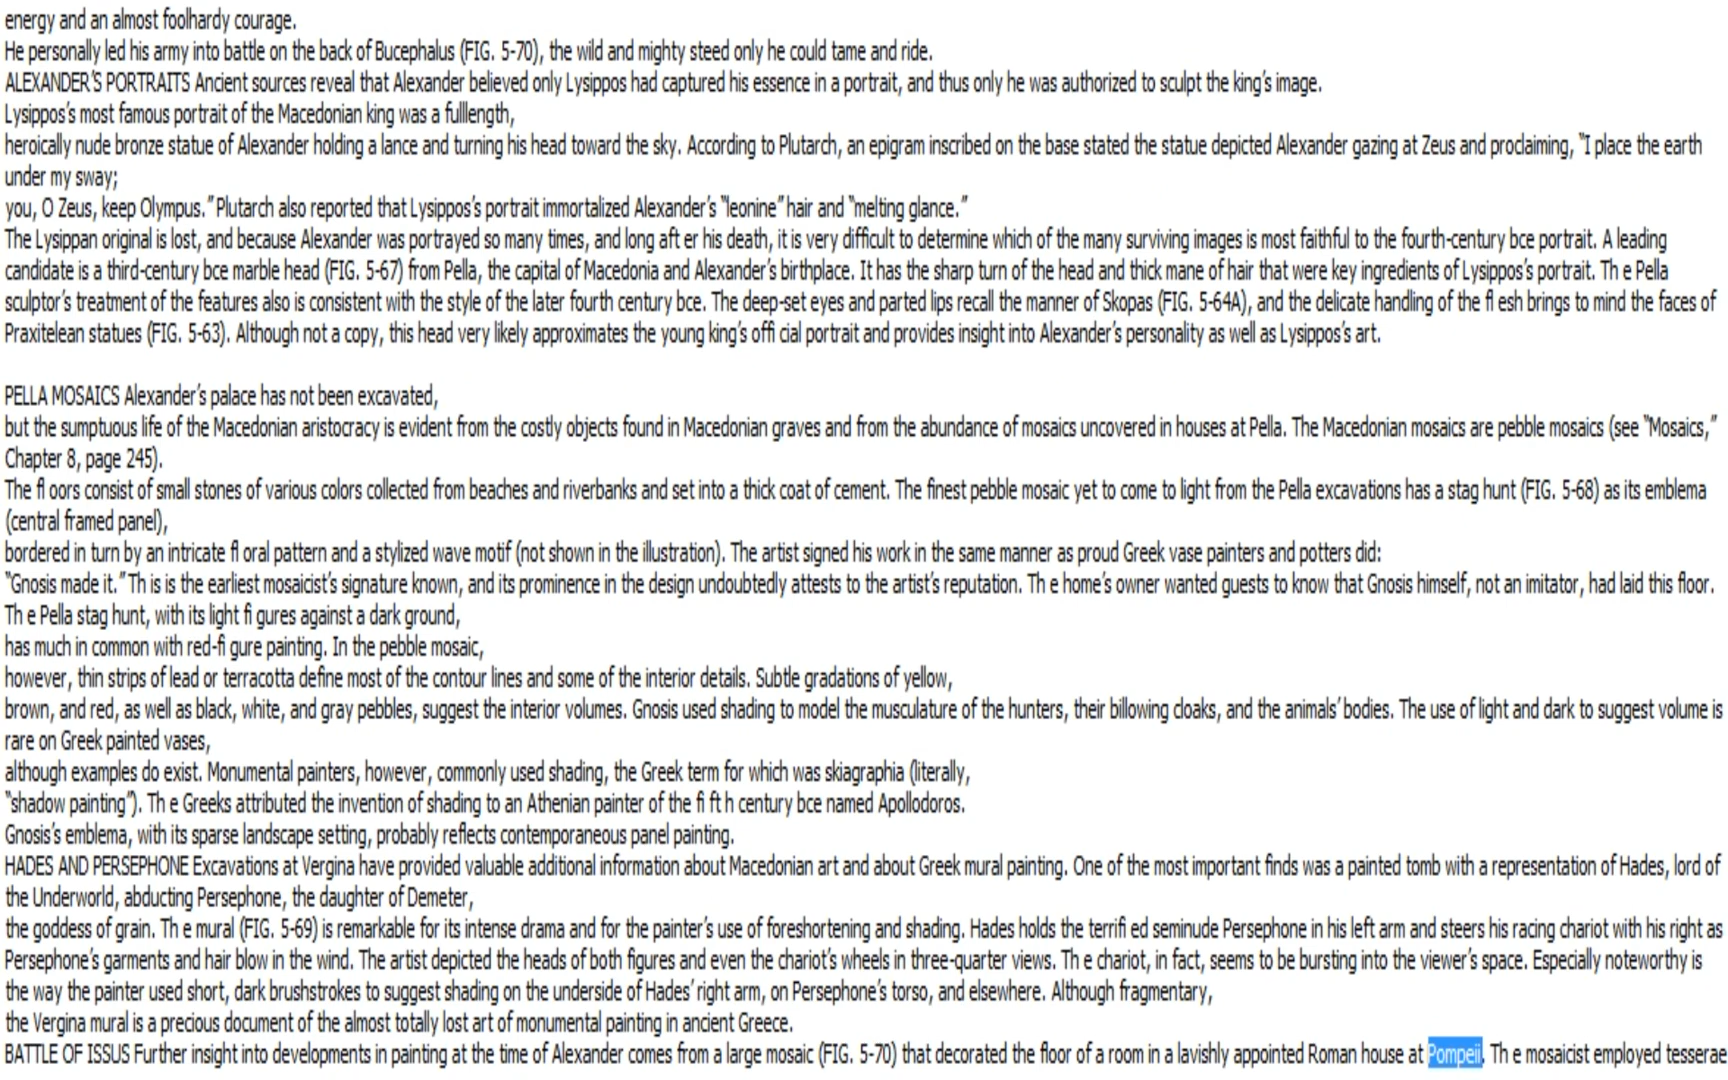 energy and an almost foolhardy courage.
He personally led his army into battle on the back of Bucephalus (FIG. 5-70), the wild and mighty steed only he could tame and ride.
ALEXANDER'S PORTRAITS Ancient sources reveal that Alexander believed only Lysippos had captured his essence in a portrait, and thus only he was authorized to sculpt the king's image.
Lysippos's most famous portrait of the Macedonian king was a fulllength,
heroically nude bronze statue of Alexander holding a lance and turning his head toward the sky. According to Plutarch, an epigram inscribed on the base stated the statue depicted Alexander gazing at Zeus and proclaiming, “I place the earth
under my sway;
you, O Zeus, keep Olympus.” Plutarch also reported that Lysippos's portrait immortalized Alexander's “leonine” hair and “melting glance.”
The Lysippan original is lost, and because Alexander was portrayed so many times, and long aft er his death, it is very difficult to determine which of the many surviving images is most faithful to the fourth-century bce portrait. A leading
candidate is a third-century bce marble head (FIG. 5-67) from Pella, the capital of Macedonia and Alexander's birthplace. It has the sharp turn of the head and thick mane of hair that were key ingredients of Lysippos's portrait. Th e Pella
sculptor's treatment of the features also is consistent with the style of the later fourth century bce. The deep-set eyes and parted lips recall the manner of Skopas (FIG. 5-64A), and the delicate handling of the fl esh brings to mind the faces of
Praxitelean statues (FIG. 5-63). Although not a copy, this head very likely approximates the young king's offi cial portrait and provides insight into Alexander's personality as well as Lysippos's art.
PELLA MOSAICS Alexander's palace has not been excavated,
but the sumptuous life of the Macedonian aristocracy is evident from the costly objects found in Macedonian graves and from the abundance of mosaics uncovered in houses at Pella. The Macedonian mosaics are pebble mosaics (see “Mosaics,”
Chapter 8, page 245).
The fl oors consist of small stones of various colors collected from beaches and riverbanks and set into a thick coat of cement. The finest pebble mosaic yet to come to light from the Pella excavations has a stag hunt (FIG. 5-68) as its emblema
(central framed panel),
bordered in turn by an intricate fl oral pattern and a stylized wave motif (not shown in the illustration). The artist signed his work in the same manner as proud Greek vase painters and potters did:
“Gnosis made it.” Th is is the earliest mosaicist's signature known, and its prominence in the design undoubtedly attests to the artist's reputation. Th e home's owner wanted guests to know that Gnosis himself, not an imitator, had laid this floor.
Th e Pella stag hunt, with its light fi gures against a dark ground,
has much in common with red-fi gure painting. In the pebble mosaic,
however, thin strips of lead or terracotta define most of the contour lines and some of the interior details. Subtle gradations of yellow,
brown, and red, as well as black, white, and gray pebbles, suggest the interior volumes. Gnosis used shading to model the musculature of the hunters, their billowing cloaks, and the animals' bodies. The use of light and dark to suggest volume is
rare on Greek painted vases,
although examples do exist. Monumental painters, however, commonly used shading, the Greek term for which was skiagraphia (literally,
“shadow painting”). Th e Greeks attributed the invention of shading to an Athenian painter of the fi ft h century bce named Apollodoros.
Gnosis's emblema, with its sparse landscape setting, probably reflects contemporaneous panel painting.
HADES AND PERSEPHONE Excavations at Vergina have provided valuable additional information about Macedonian art and about Greek mural painting. One of the most important finds was a painted tomb with a representation of Hades, lord of
the Underworld, abducting Persephone, the daughter of Demeter,
the goddess of grain. Th e mural (FIG. 5-69) is remarkable for its intense drama and for the painter's use of foreshortening and shading. Hades holds the terrifi ed seminude Persephone in his left arm and steers his racing chariot with his right as
Persephone's garments and hair blow in the wind. The artist depicted the heads of both figures and even the chariot's wheels in three-quarter views. Th e chariot, in fact, seems to be bursting into the viewer's space. Especially noteworthy is
the way the painter used short, dark brushstrokes to suggest shading on the underside of Hades' right arm, on Persephone's torso, and elsewhere. Although fragmentary,
the Vergina mural is a precious document of the almost totally lost art of monumental painting in ancient Greece.
BATTLE OF ISSUS Further insight into developments in painting at the time of Alexander comes from a large mosaic (FIG. 5-70) that decorated the floor of a room in a lavishly appointed Roman house at Pompeii. Th e mosaicist employed tesserae